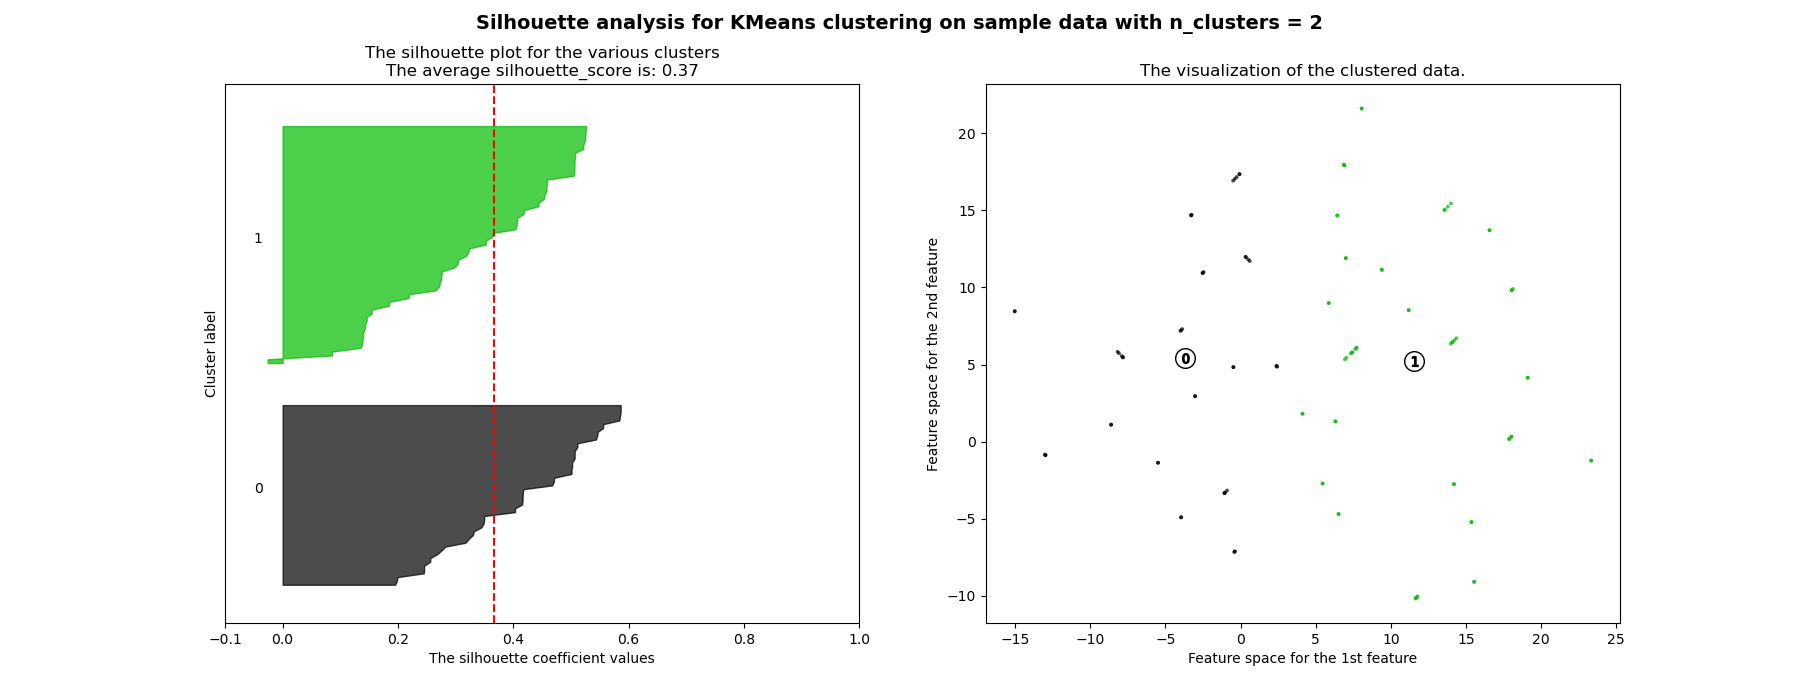 Silhouette analysis for KMeans clustering on sample data with n_clusters = 2
The silhouette plot for the various clusters
The average silhouette_score is: 0.37
Cluster label
1
0
−0.1 0.0 0.2 0.4 0.6 0.8 1.0
The silhouette coefficient values
The visualization of the clustered data.
Feature space for the 2nd feature
20
15
10
5
0
−5
−10
0 1
−15 −10 −5 0 5 10 15 20 25
Feature space for the 1st feature